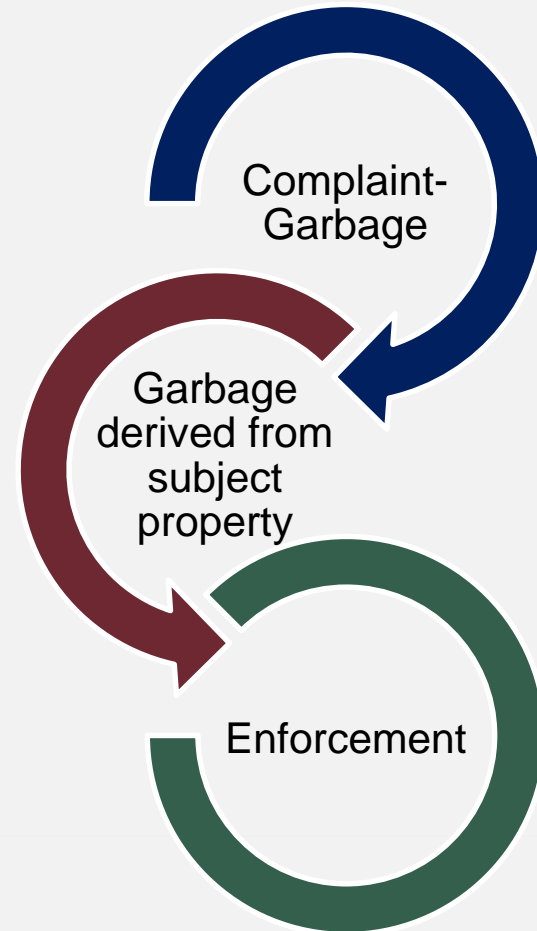 Complaint-
Garbage
Garbage
derived from
subject
property
Enforcement